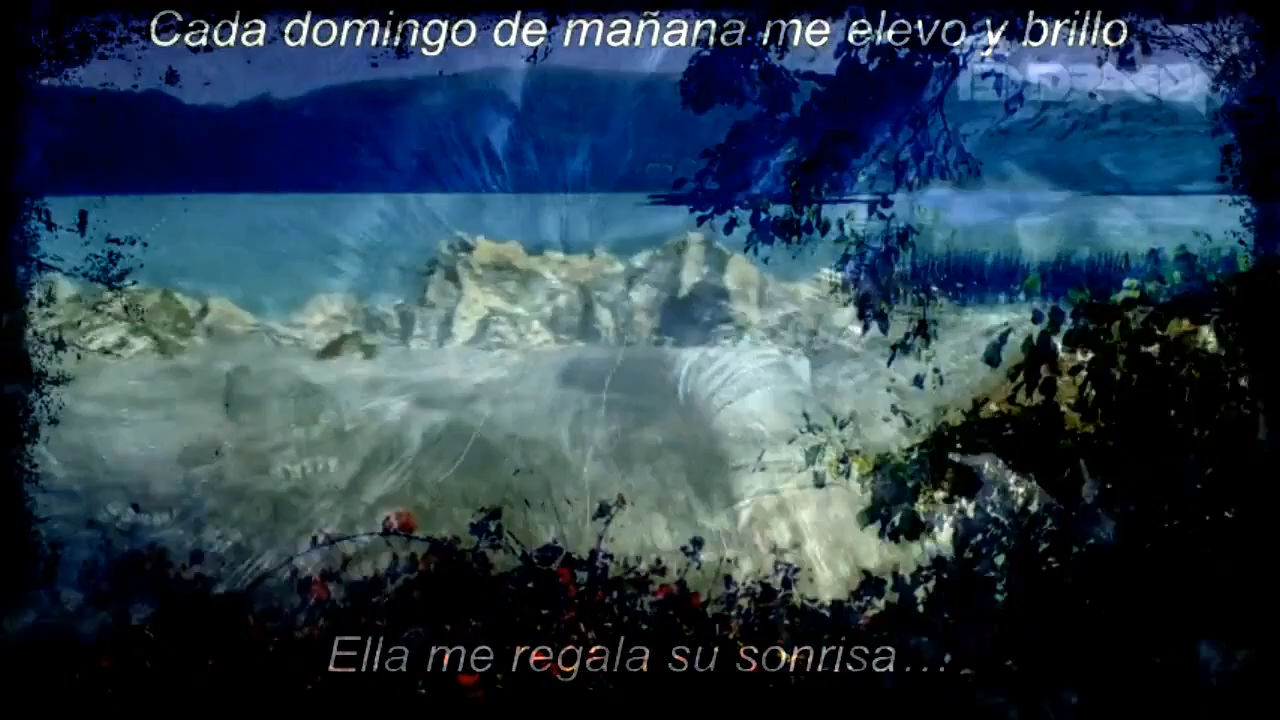 Cada domingo de mañana me elevo y brillo
Ella me regala su sonrisa...